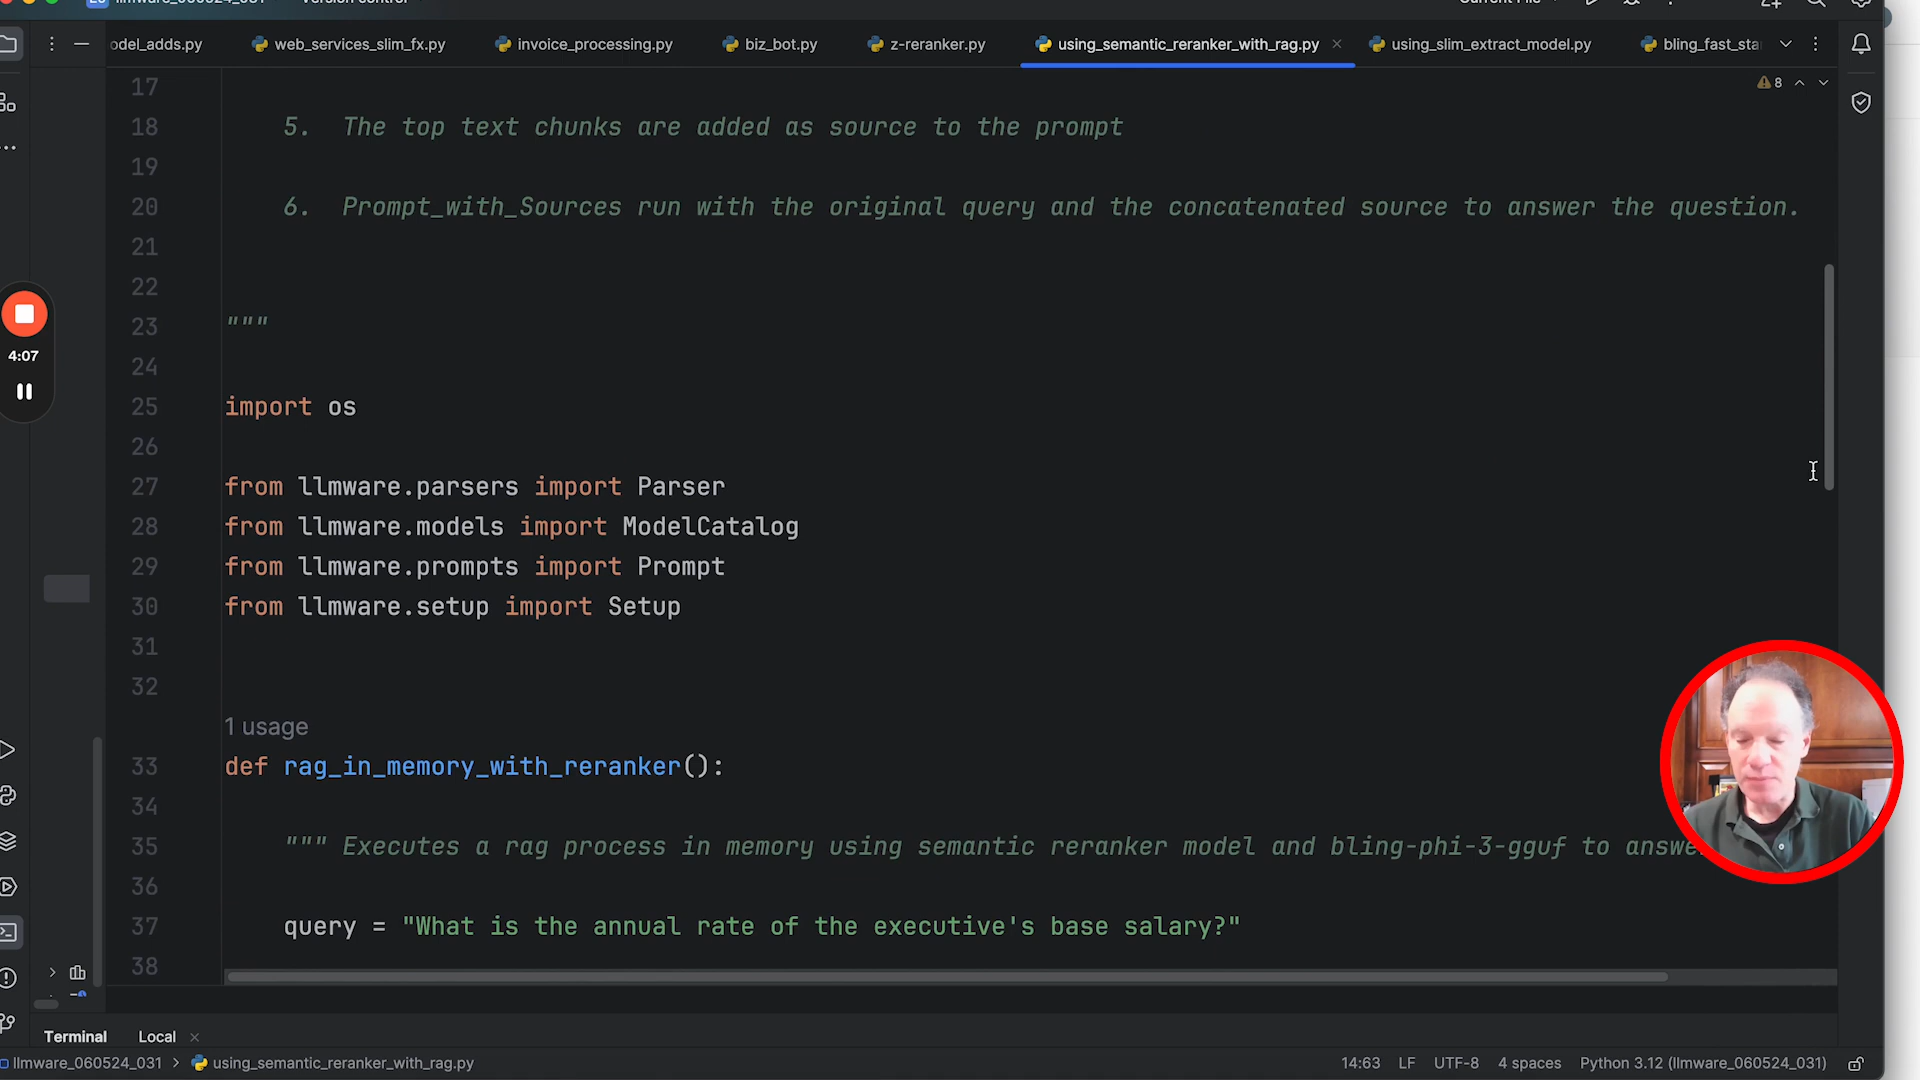 odel_adds.py
web_services_slim_fx.py
invoice_processing.py
biz_bot.py
z-reranker.py
using_semantic_reranker_with_rag.py
using_slim_extract_model.py
bling_fast_sta
8
17
18 5. The top text chunks are added as source to the prompt
19
20 6. Prompt_with_Sources run with the original query and the concatenated source to answer the question.
21
22
23 """
24
25 import os
26
27 from llmware.parsers import Parser
28 from llmware.models import ModelCatalog
29 from llmware.prompts import Prompt
30 from llmware.setup import Setup
31
32
1 usage
33 def rag_in_memory_with_reranker():
34
35 """ Executes a rag process in memory using semantic reranker model and bling-phi-3-gguf to answe
36
37 query = "What is the annual rate of the executive's base salary?"
38
4:07
Terminal Local
llmware_060524_031 > using_semantic_reranker_with_rag.py
14:63 LF UTF-8 4 spaces Python 3.12 (llmware_060524_031)